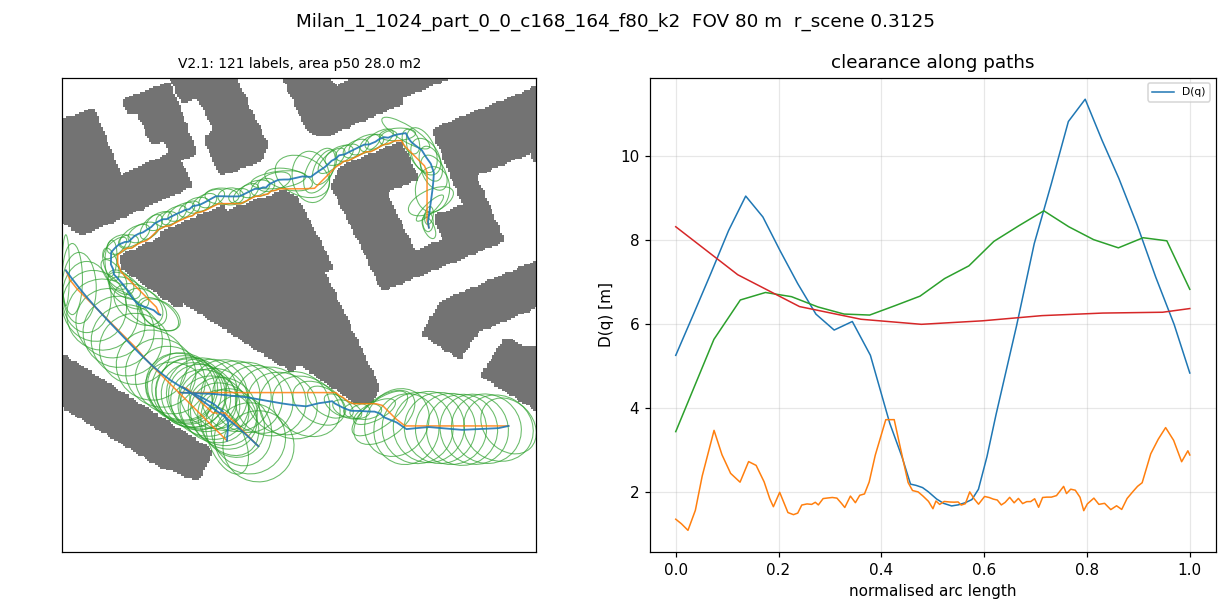 Milan_1_1024_part_0_0_c168_164_f80_k2  FOV 80 m  r_scene 0.3125
V2.1: 121 labels, area p50 28.0 m2
clearance along paths
D(q)
D(q) [m]
10
8
6
4
2
0.0 0.2 0.4 0.6 0.8 1.0
normalised arc length